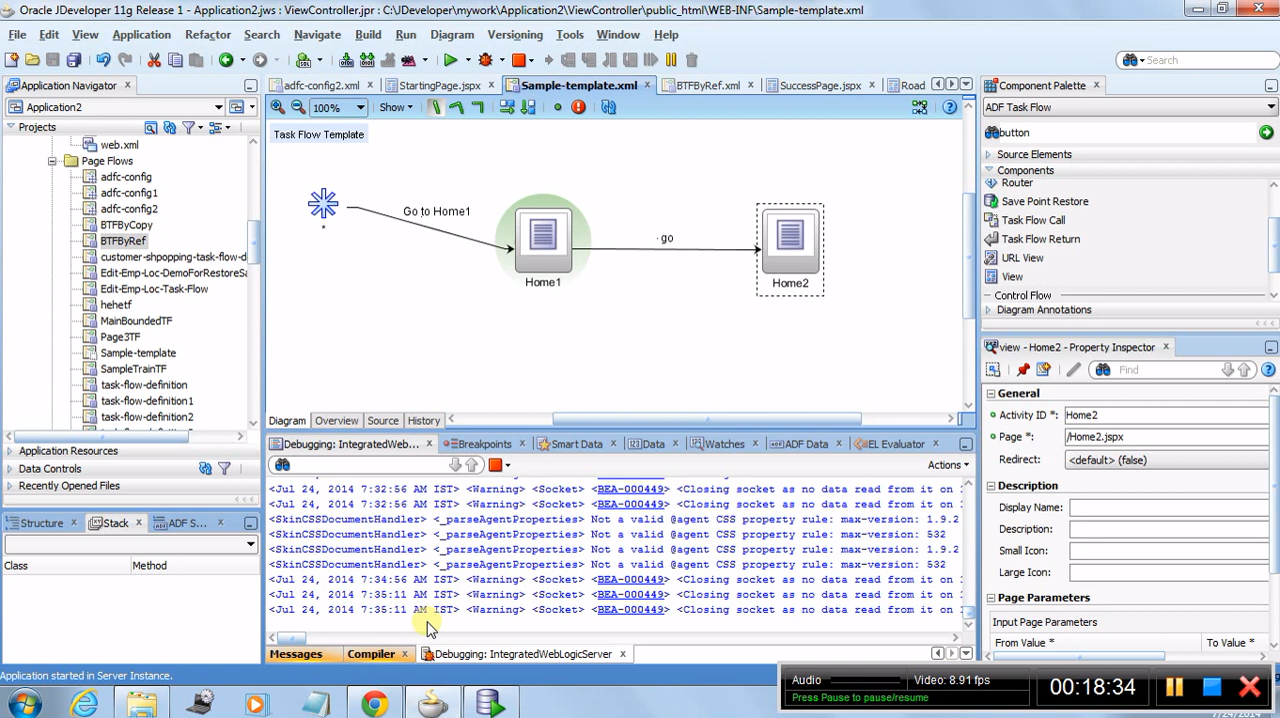 Oracle JDeveloper 11g Release 1 - Application2.jws : ViewController.jpr : C:\JDeveloper\mywork\Application2\ViewController\public_html\WEB-INF\Sample-template.xml
File Edit View Application Refactor Search Navigate Build Run Diagram Versioning Tools Window Help
Search
Application Navigator
Application2
Projects
web.xml
Page Flows
adfc-config
adfc-config1
adfc-config2
BTFByCopy
BTFByRef
customer-shpopping-task-flow-d
Edit-Emp-Loc-DemoForRestoreSa
Edit-Emp-Loc-Task-Flow
hehetf
MainBoundedTF
Page3TF
Sample-template
SampleTrainTF
task-flow-definition
task-flow-definition1
task-flow-definition2
Application Resources
Data Controls
Recently Opened Files
Structure Stack ADF S...
Class Method
adfc-config2.xml StartingPage.jspx Sample-template.xml BTFByRef.xml SuccessPage.jspx Road
100% Show
Task Flow Template
Go to Home1
*
go
Home1
Home2
Diagram Overview Source History
Debugging: IntegratedWeb... Breakpoints Smart Data Data Watches ADF Data EL Evaluator
Actions
<Jul 24, 2014 7:32:56 AM IST> <Warning> <Socket> <BEA-000449> <Closing socket as no data read from it on 1
<Jul 24, 2014 7:32:56 AM IST> <Warning> <Socket> <BEA-000449> <Closing socket as no data read from it on 1
<SkinCSSDocumentHandler> <_parseAgentProperties> Not a valid @agent CSS property rule: max-version: 1.9.2
<SkinCSSDocumentHandler> <_parseAgentProperties> Not a valid @agent CSS property rule: max-version: 532
<SkinCSSDocumentHandler> <_parseAgentProperties> Not a valid @agent CSS property rule: max-version: 1.9.2
<SkinCSSDocumentHandler> <_parseAgentProperties> Not a valid @agent CSS property rule: max-version: 532
<Jul 24, 2014 7:34:56 AM IST> <Warning> <Socket> <BEA-000449> <Closing socket as no data read from it on 1
<Jul 24, 2014 7:35:11 AM IST> <Warning> <Socket> <BEA-000449> <Closing socket as no data read from it on 1
<Jul 24, 2014 7:35:11 AM IST> <Warning> <Socket> <BEA-000449> <Closing socket as no data read from it on 1
Messages Compiler Debugging: IntegratedWebLogicServer
Component Palette
ADF Task Flow
button
Source Elements
Components
Router
Save Point Restore
Task Flow Call
Task Flow Return
URL View
View
Control Flow
Diagram Annotations
view - Home2 - Property Inspector
Find
General
Activity ID *: Home2
Page *: /Home2.jspx
Redirect: <default> (false)
Description
Display Name:
Description:
Small Icon:
Large Icon:
Page Parameters
Input Page Parameters
From Value * To Value *
Application started in Server Instance.
Audio Video: 8.91 fps
Press Pause to pause/resume
00:18:34
7/24/2014